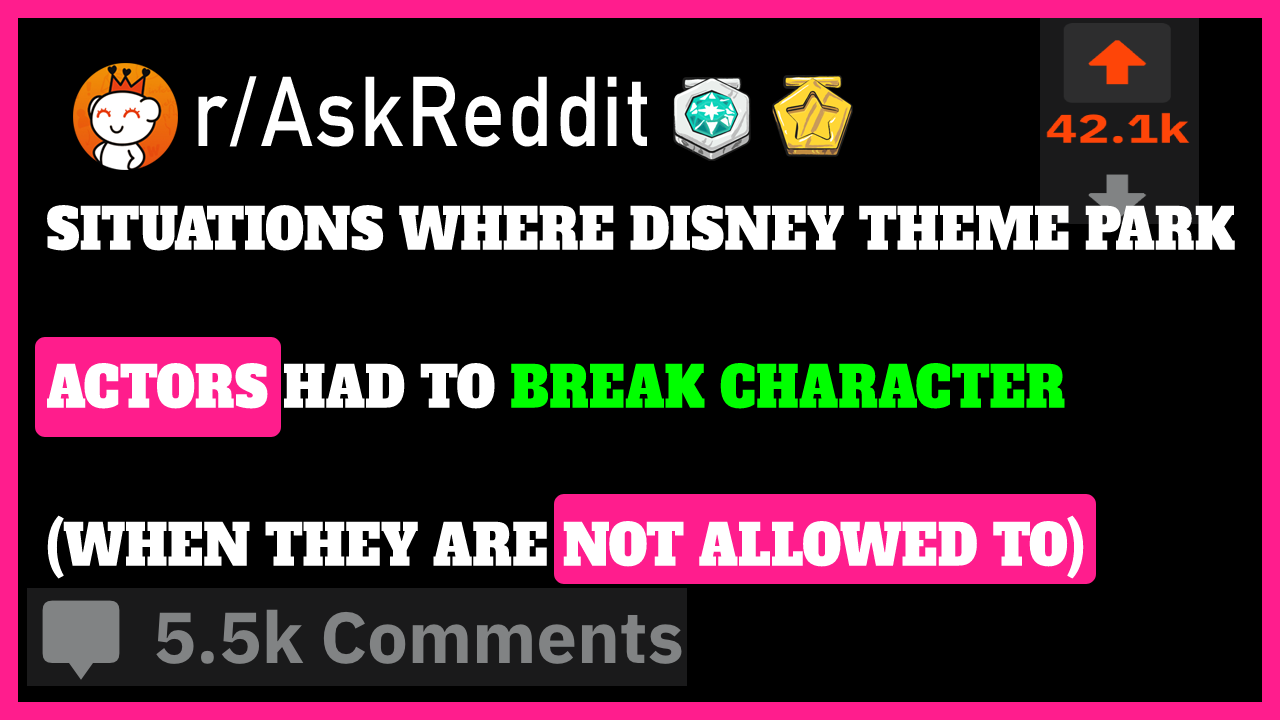 r/AskReddit
42.1k
SITUATIONS WHERE DISNEY THEME PARK
ACTORS HAD TO BREAK CHARACTER
(WHEN THEY ARE NOT ALLOWED TO)
5.5k Comments